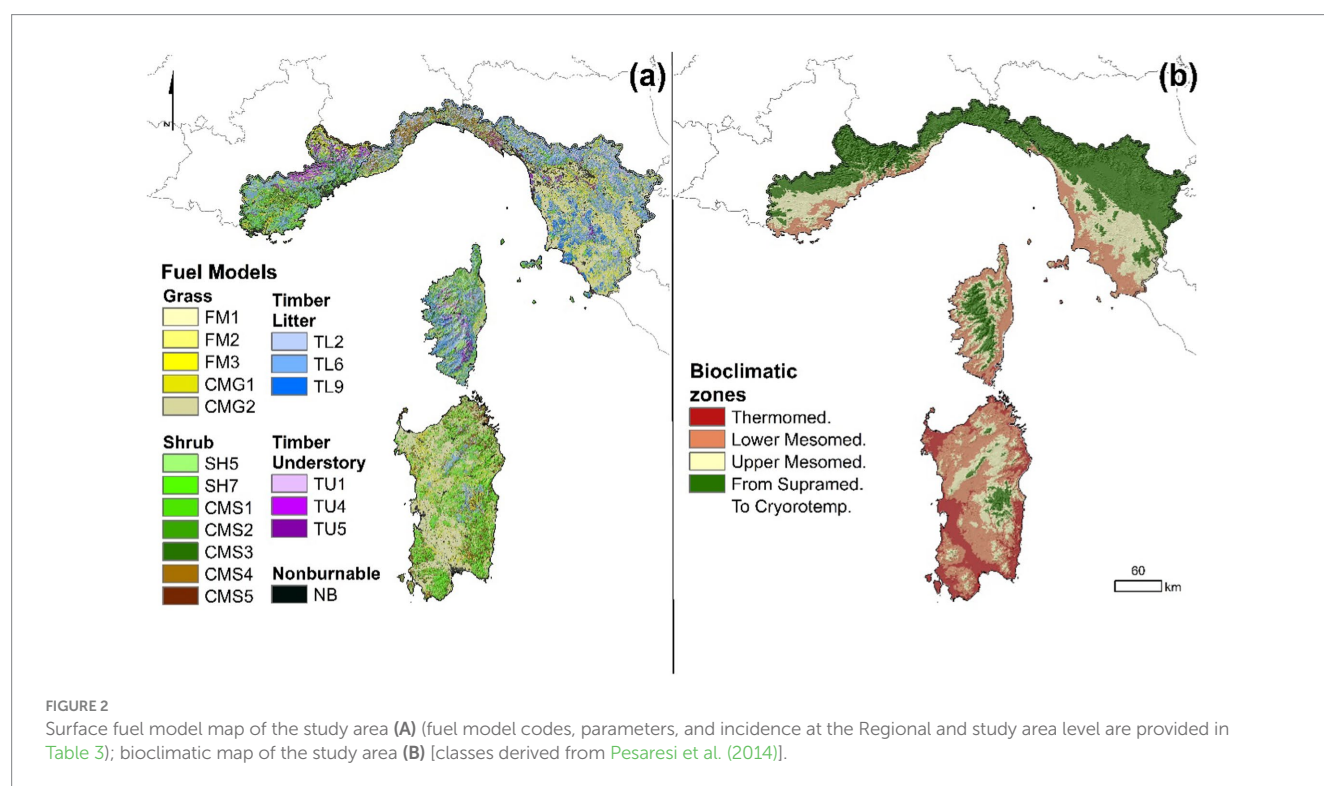 (a)
N
Fuel Models
Grass
FM1
FM2
FM3
CMG1
CMG2
Timber
Litter
TL2
TL6
TL9
Shrub
SH5
SH7
CMS1
CMS2
CMS3
CMS4
CMS5
Timber
Understory
TU1
TU4
TU5
Nonburnable
NB
(b)
Bioclimatic
zones
Thermomed.
Lower Mesomed.
Upper Mesomed.
From Supramed.
To Cryorotemp.
60
km
FIGURE 2
Surface fuel model map of the study area (A) (fuel model codes, parameters, and incidence at the Regional and study area level are provided in
Table 3); bioclimatic map of the study area (B) [classes derived from Pesaresi et al. (2014)].